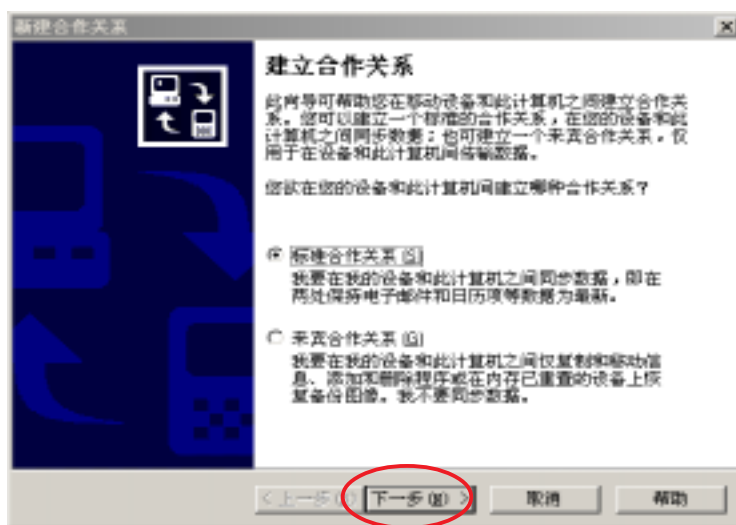 新建合作关系
建立合作关系
此向导可帮助您在移动设备和此计算机之间建立合作关
系。您可以建立一个标准的合作关系，在您的设备和此
计算机之间同步数据；也可建立一个来宾合作关系，仅
用于在设备和此计算机间传输数据。
您欲在您的设备和此计算机间建立哪种合作关系？
标准合作关系(S)
我要在我的设备和此计算机之间同步数据，即在
两处保持电子邮件和日历项等数据为最新。
来宾合作关系(G)
我要在我的设备和此计算机之间仅复制和移动信
息、添加和删除程序或在内存已重置的设备上恢
复备份图像。我不要同步数据。
<上一步 下一步(N) > 取消 帮助